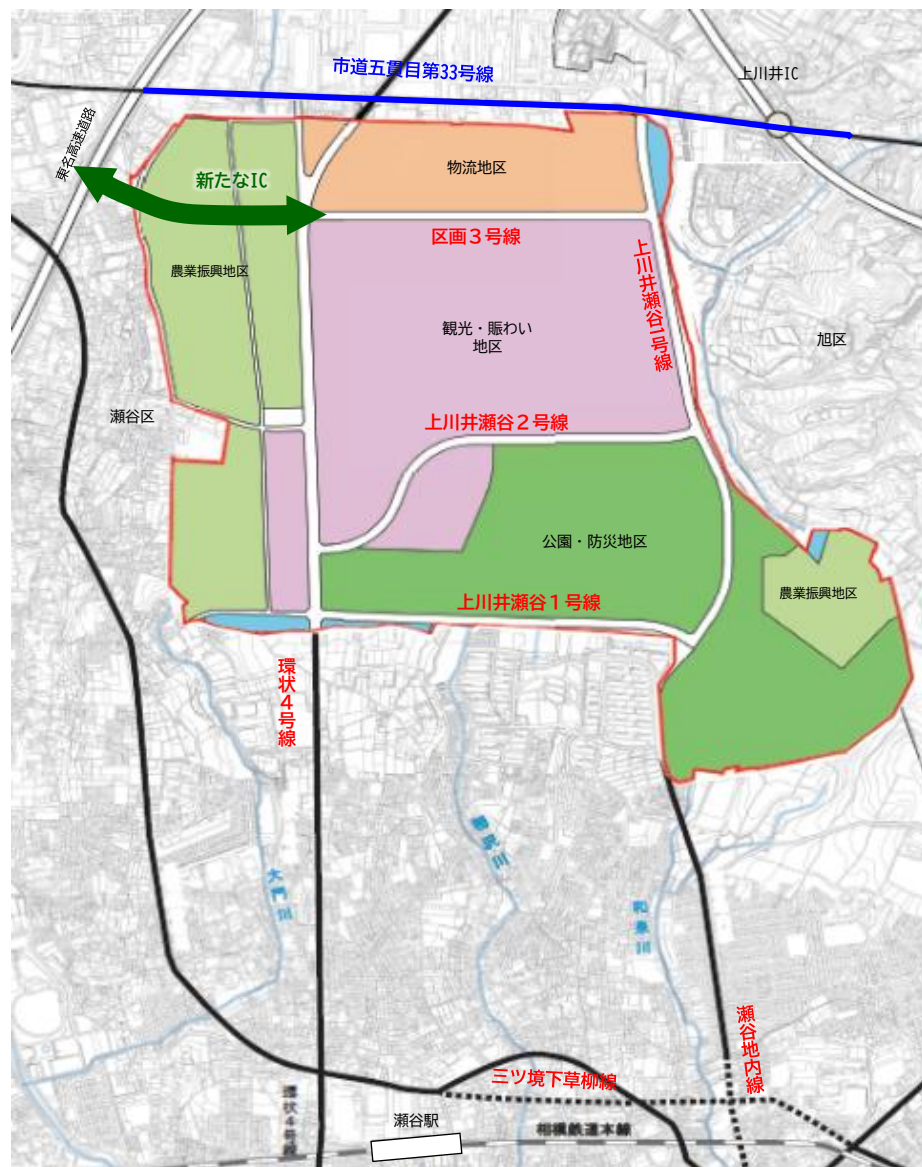 市道五貫目第33号線
上川井IC
東名高速道路
新たなIC
物流地区
区画3号線
農業振興地区
上川井瀬谷1号線
観光・賑わい
地区
旭区
瀬谷区
上川井瀬谷2号線
公園・防災地区
農業振興地区
上川井瀬谷1号線
環状4号線
相沢川
大門川
和泉川
瀬谷地内線
三ツ境下草柳線
環状4号線
瀬谷駅
相模鉄道本線